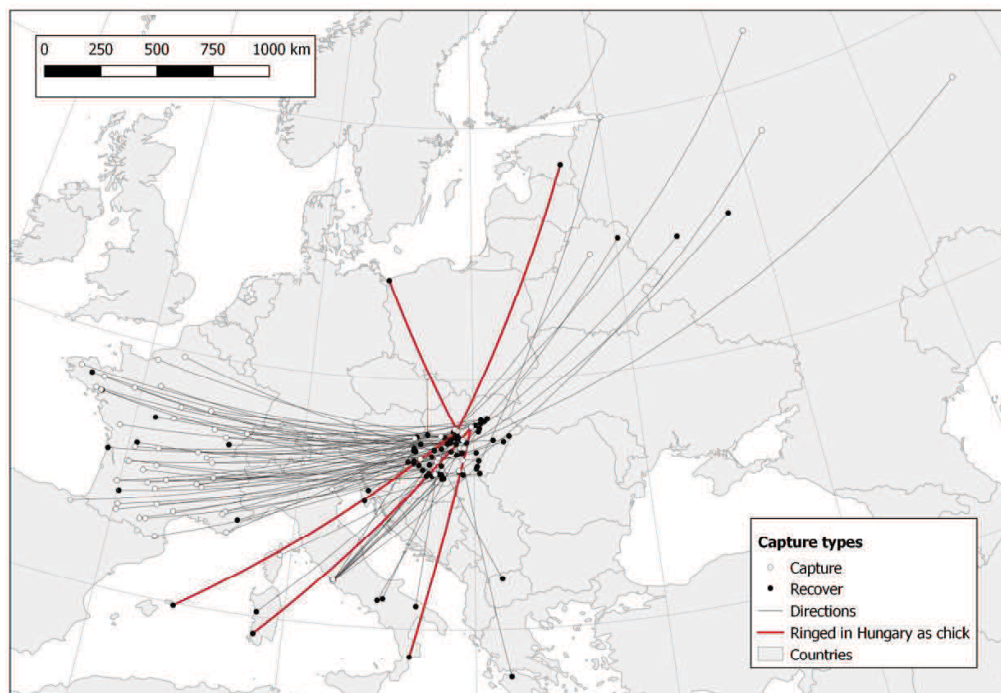 0 250 500 750 1000 km
Capture types
Capture
Recover
Directions
Ringed in Hungary as chick
Countries